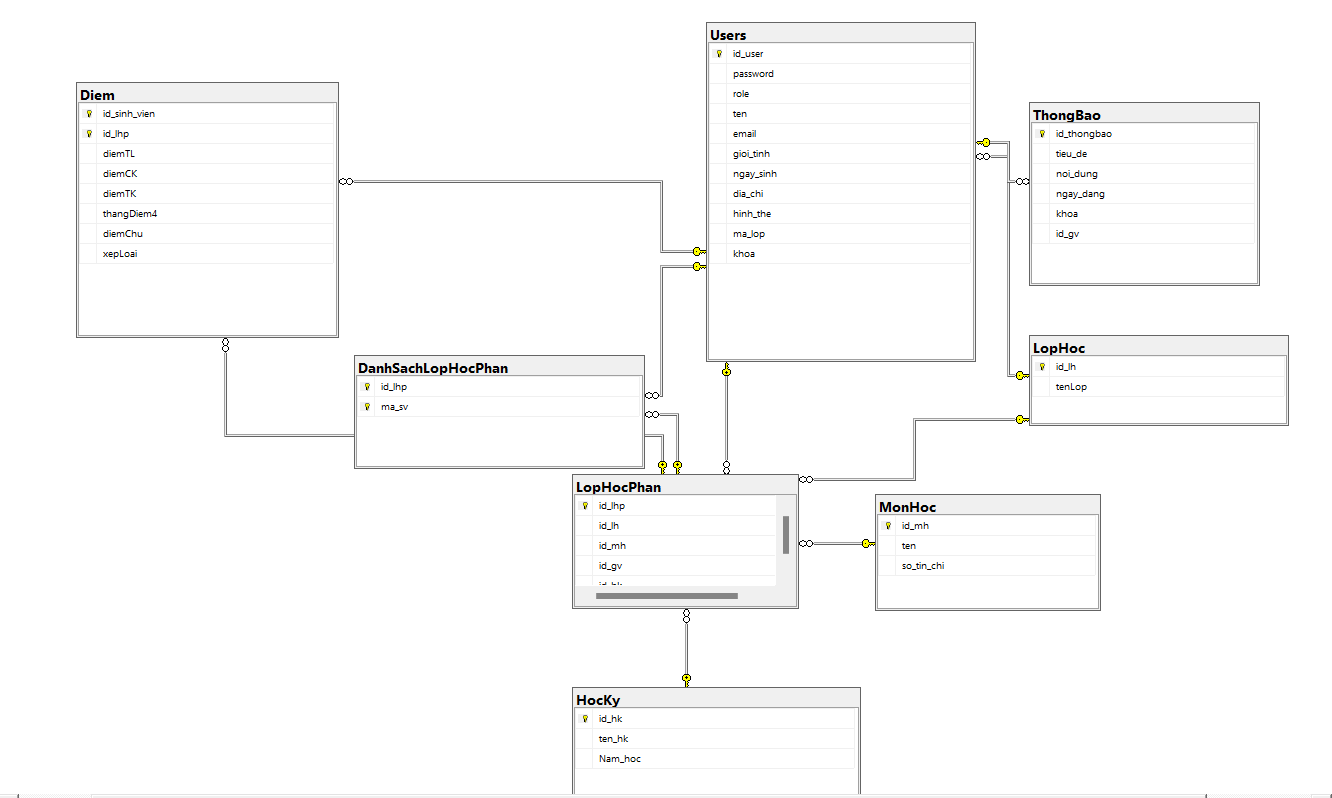 Diem
id_sinh_vien
id_lhp
diemTL
diemCK
diemTK
thangDiem4
diemChu
xepLoai
Users
id_user
password
role
ten
email
gioi_tinh
ngay_sinh
dia_chi
hinh_the
ma_lop
khoa
ThongBao
id_thongbao
tieu_de
noi_dung
ngay_dang
khoa
id_gv
DanhSachLopHocPhan
id_lhp
ma_sv
LopHoc
id_lh
tenLop
LopHocPhan
id_lhp
id_lh
id_mh
id_gv
MonHoc
id_mh
ten
so_tin_chi
HocKy
id_hk
ten_hk
Nam_hoc